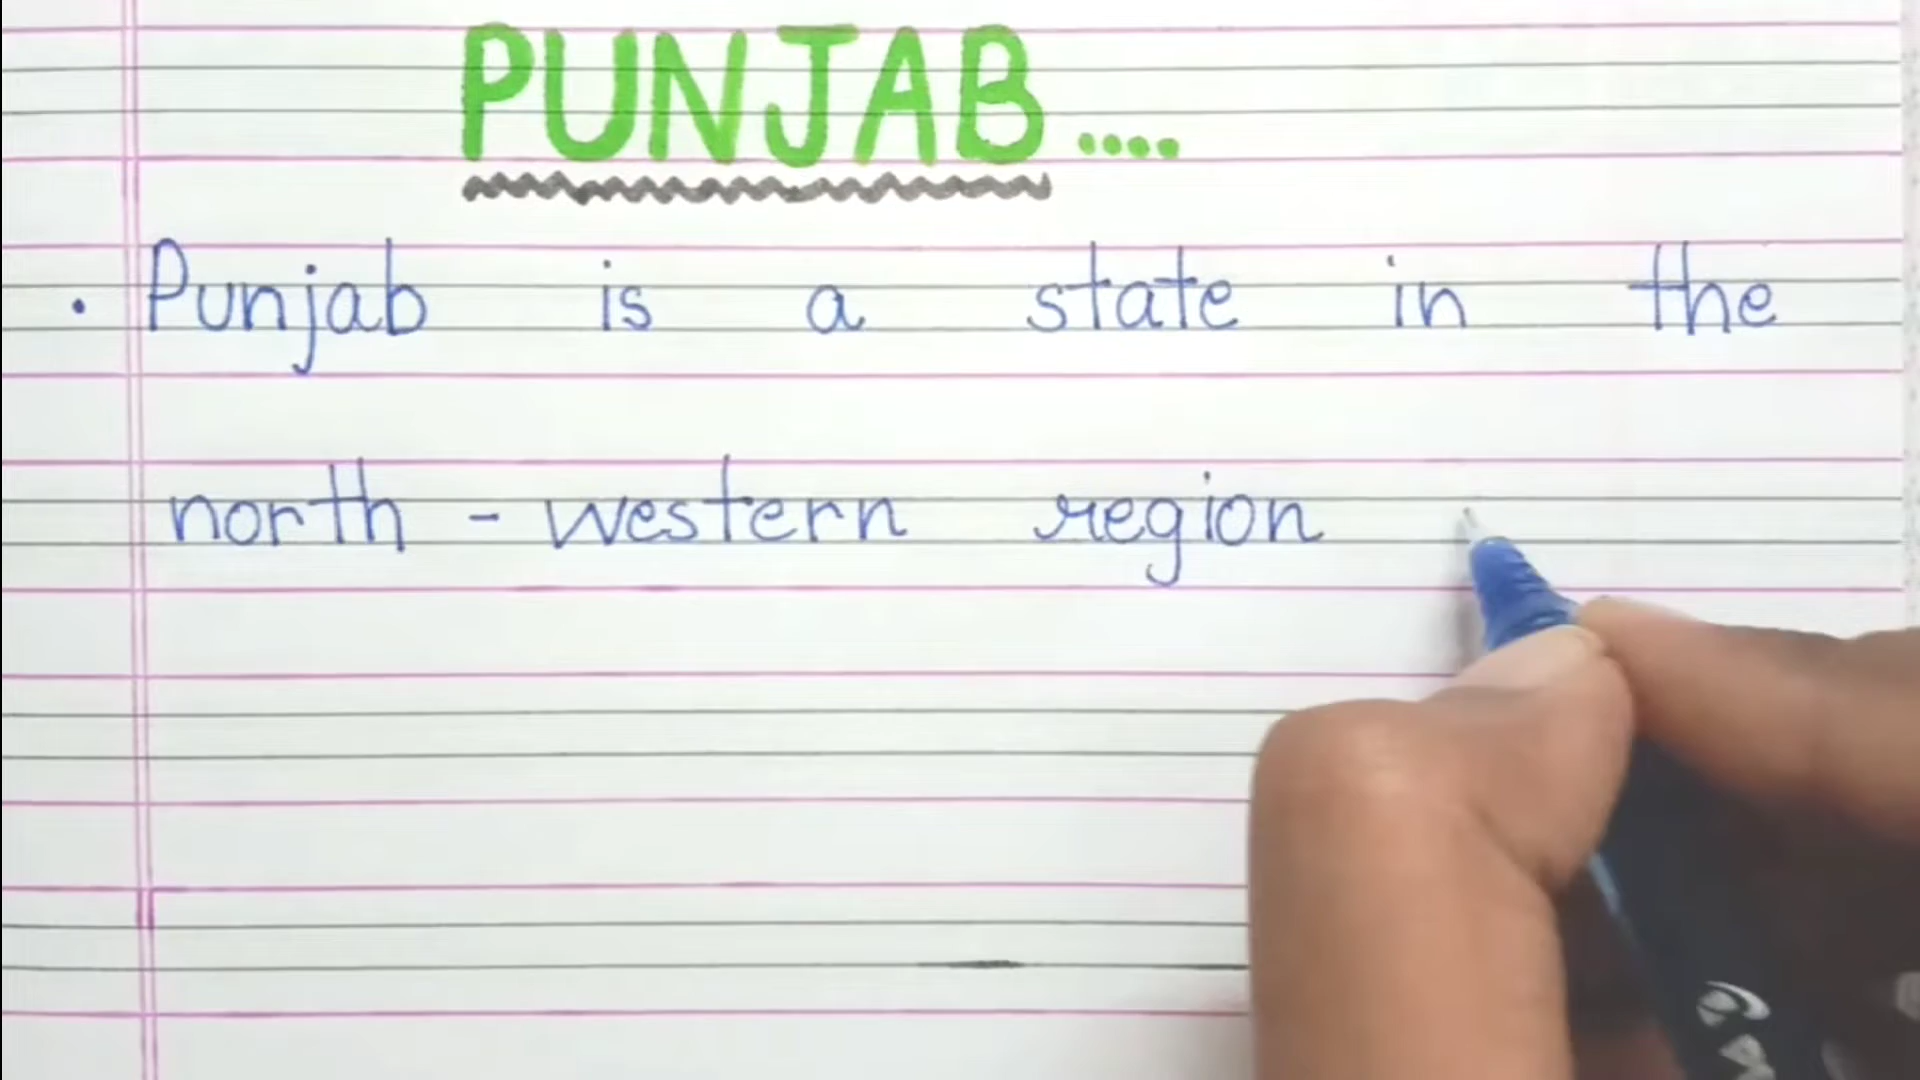 PUNJAB....
• Punjab is a state in the
north-western region